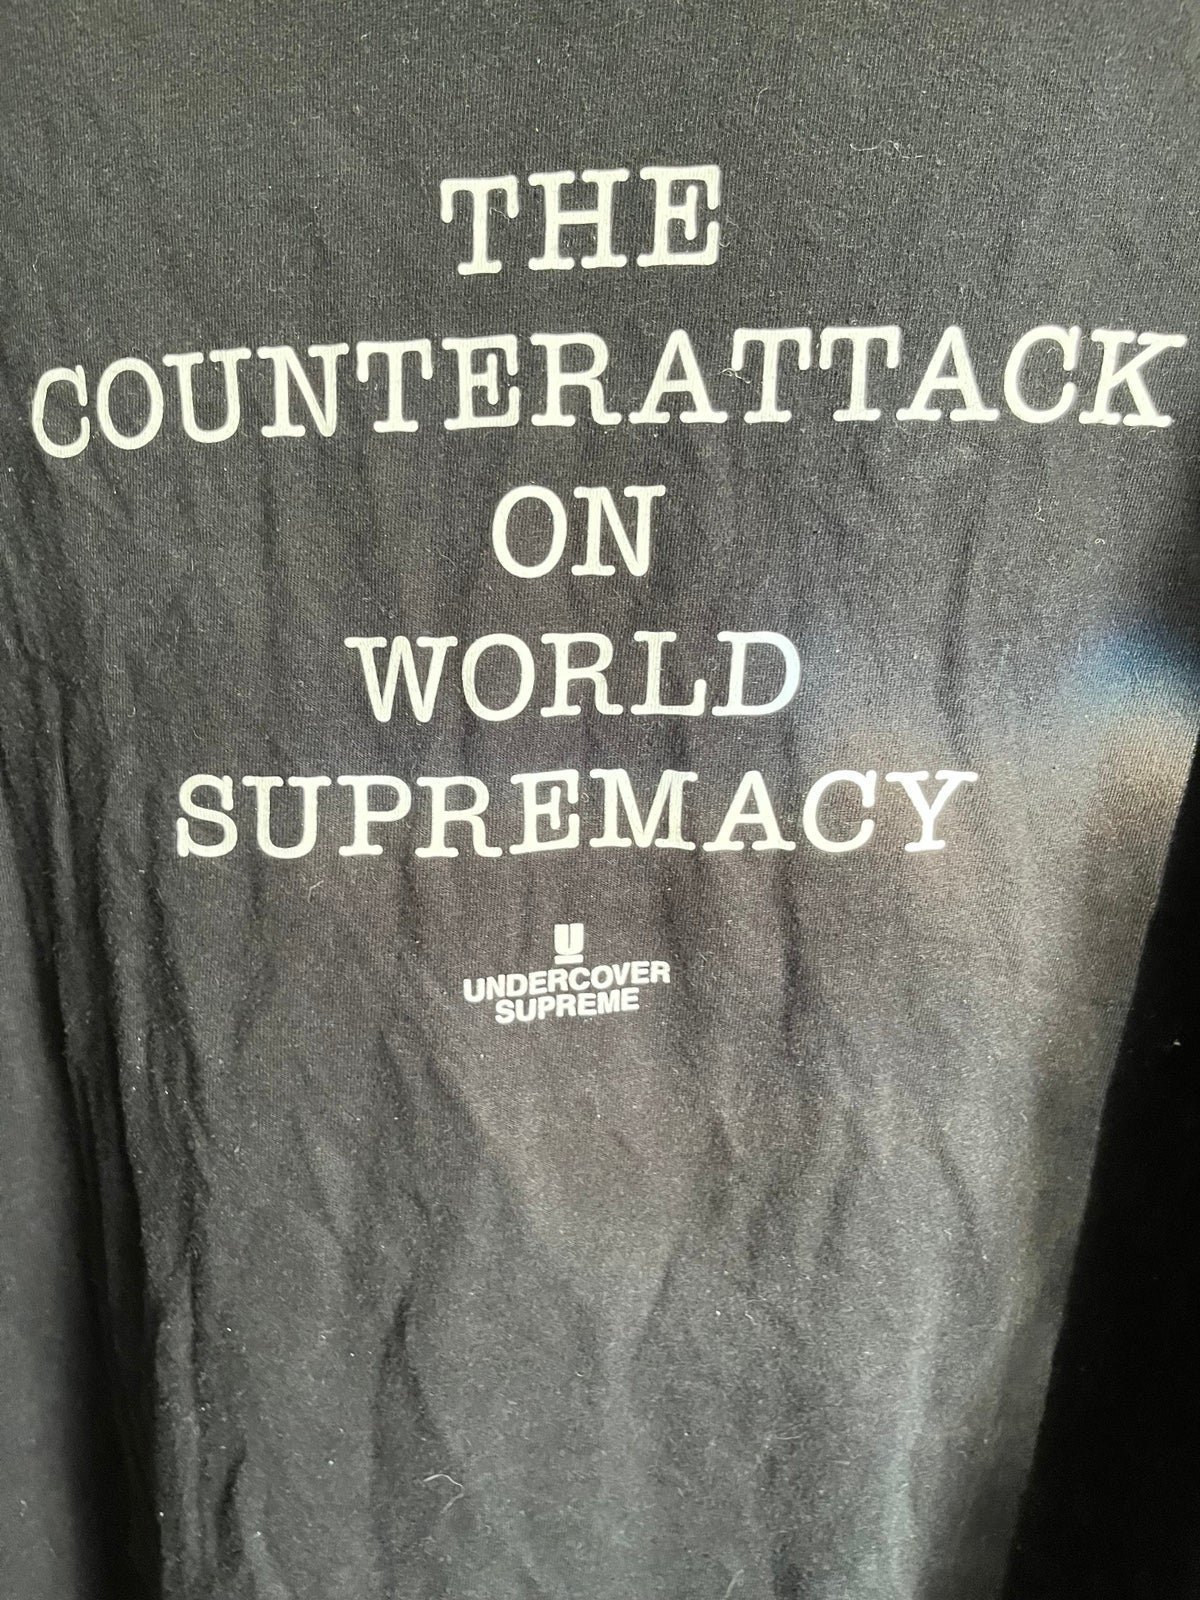 THE
COUNTERATTACK
ON
WORLD
SUPREMACY
U
UNDERCOVER
SUPREME